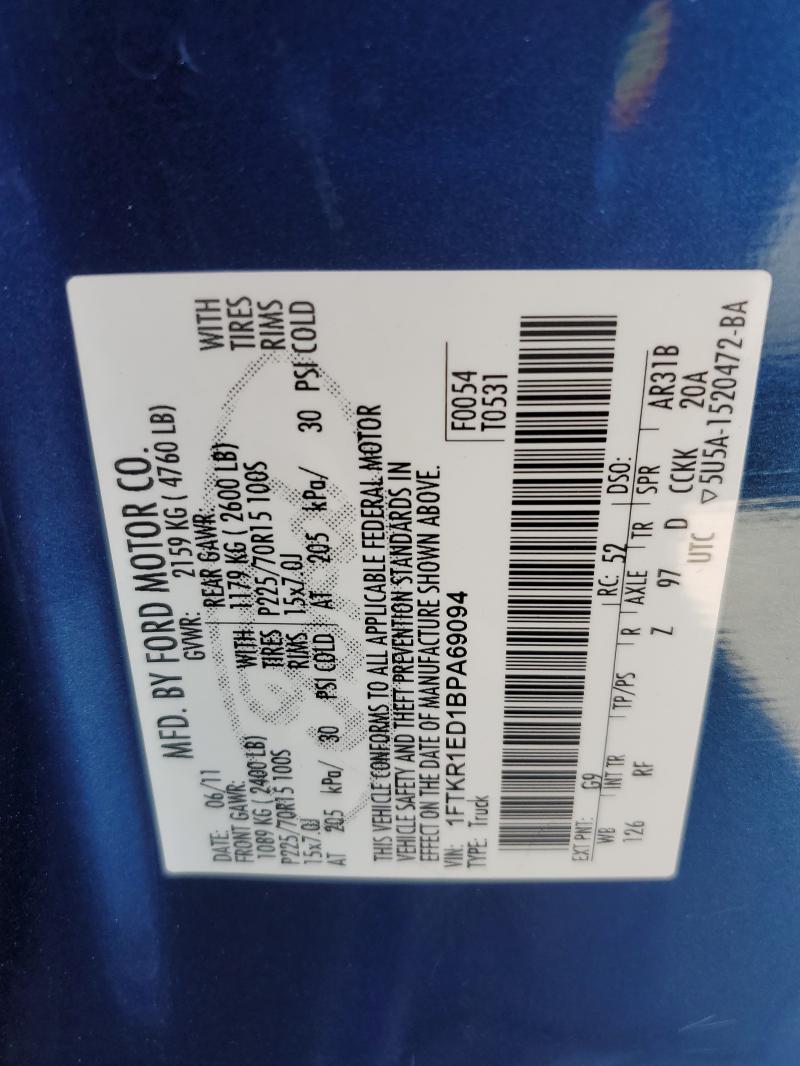 MFD. BY FORD MOTOR CO.
DATE: 06/11 GVWR: 2159 KG ( 4760 LB)
FRONT GAWR: REAR GAWR:
1089 KG ( 2400 LB) WITH 1179 KG ( 2600 LB) WITH
P225/70R15 100S TIRES P225/70R15 100S TIRES
15x7.0J RIMS 15x7.0J RIMS
AT 205 kPa/ 30 PSI COLD AT 205 kPa/ 30 PSI COLD
THIS VEHICLE CONFORMS TO ALL APPLICABLE FEDERAL MOTOR
VEHICLE SAFETY AND THEFT PREVENTION STANDARDS IN
EFFECT ON THE DATE OF MANUFACTURE SHOWN ABOVE.
VIN: 1FTKR1ED1BPA69094 F0054
TYPE: Truck T0531
EXT PNT: G9 RC: 52 DSO:
WB INT TR TP/PS R AXLE TR SPR AR31B
126 RF Z 97 D CCKK 20A
UTC ▽5U5A-1520472-BA